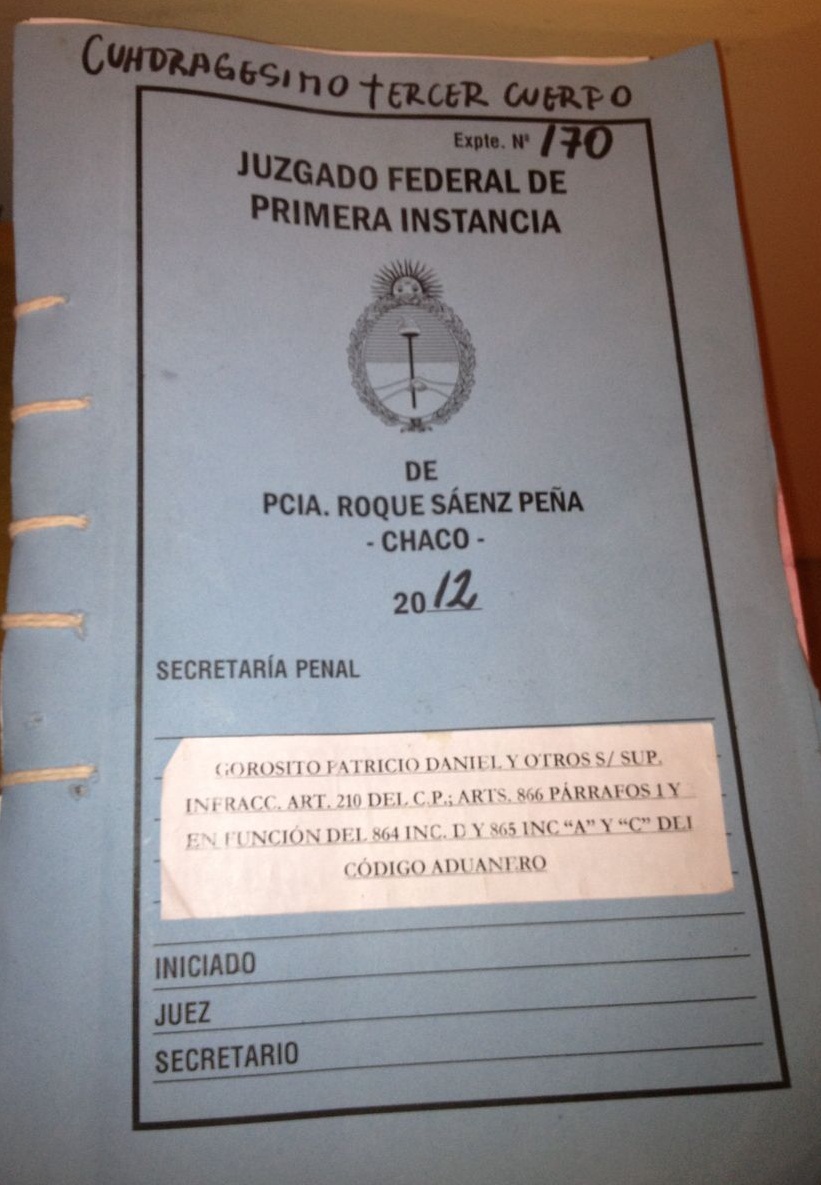 CUADRAGESIMO TERCER CUERPO
Expte. Nº 170
JUZGADO FEDERAL DE
PRIMERA INSTANCIA
DE
PCIA. ROQUE SÁENZ PEÑA
- CHACO -
2012
SECRETARÍA PENAL
GOROSITO PATRICIO DANIEL Y OTROS S/ SUP.
INFRACC. ART. 210 DEL C.P.; ARTS. 866 PÁRRAFOS 1 Y
EN FUNCIÓN DEL 864 INC. D Y 865 INC "A" Y "C" DEL
CÓDIGO ADUANERO
INICIADO
JUEZ
SECRETARIO